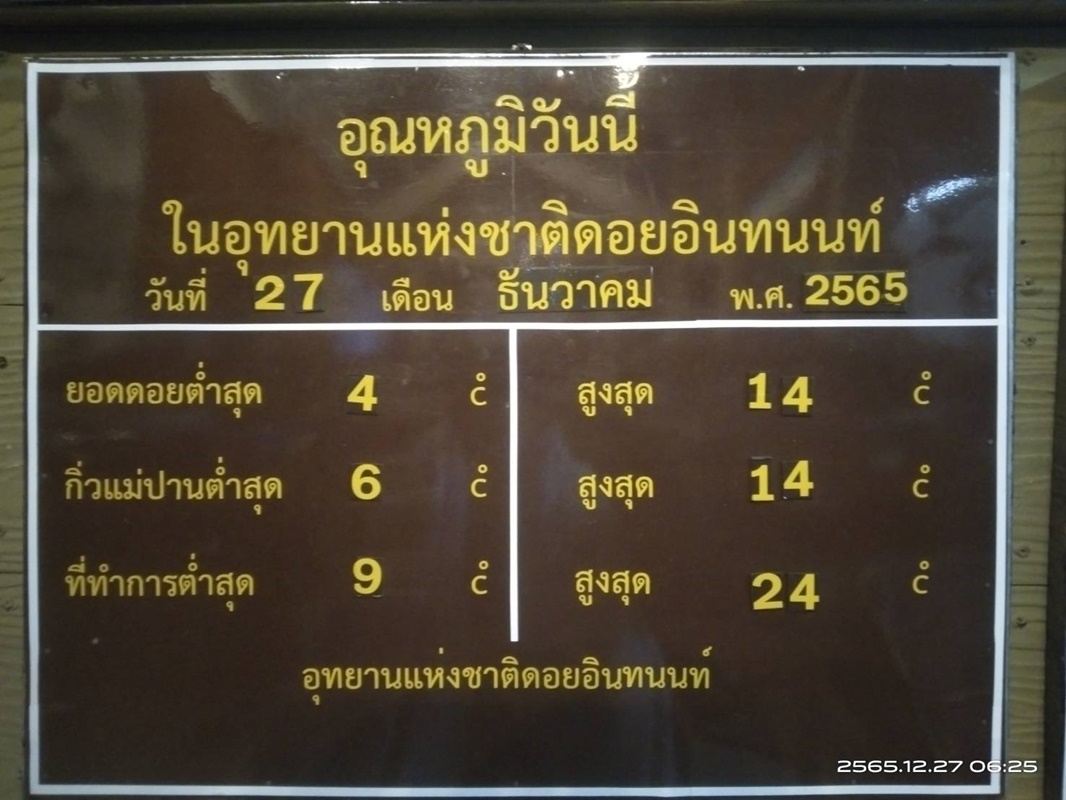 อุณหภูมิวันนี้
ในอุทยานแห่งชาติดอยอินทนนท์
วันที่ 27 เดือน ธันวาคม พ.ศ. 2565
ยอดดอยต่ำสุด 4 c̊ สูงสุด 14 c̊
กิ่วแม่ปานต่ำสุด 6 c̊ สูงสุด 14 c̊
ที่ทำการต่ำสุด 9 c̊ สูงสุด 24 c̊
อุทยานแห่งชาติดอยอินทนนท์
2565.12.27 06:25